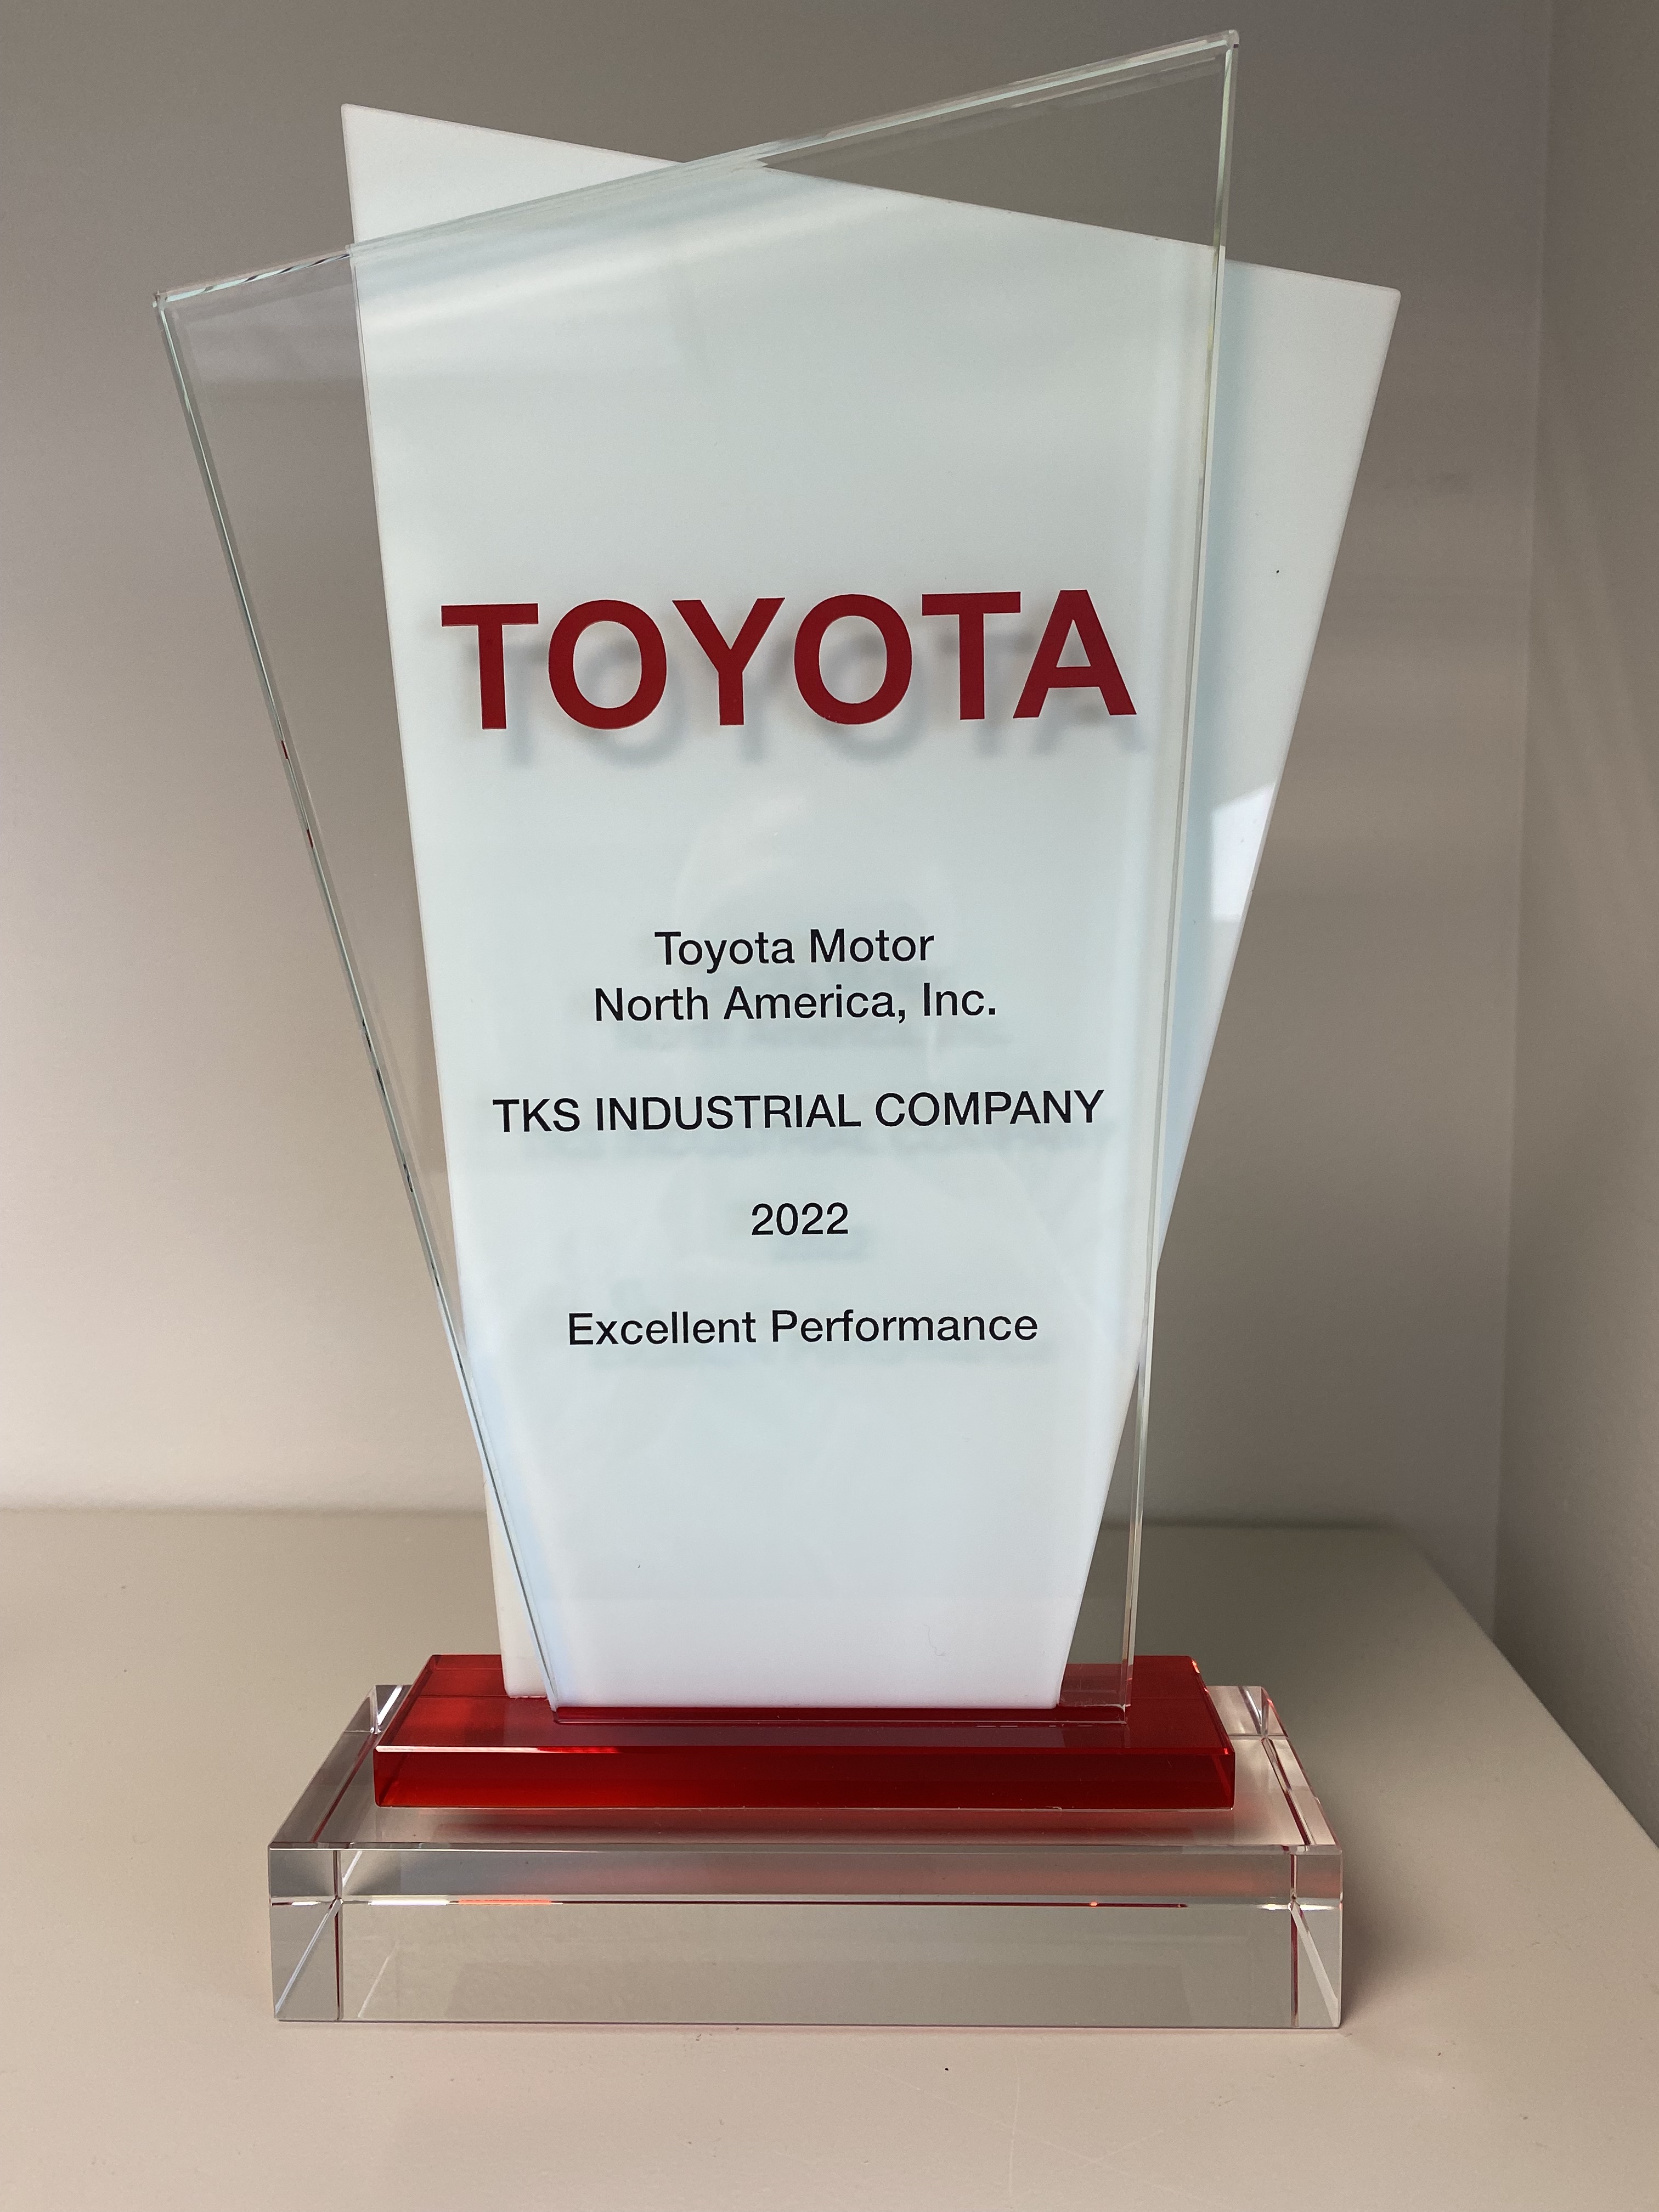 TOYOTA
Toyota Motor
North America, Inc.
TKS INDUSTRIAL COMPANY
2022
Excellent Performance